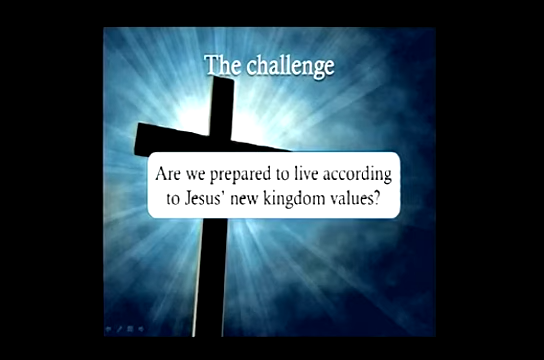 The challenge
Are we prepared to live according
to Jesus' new kingdom values?